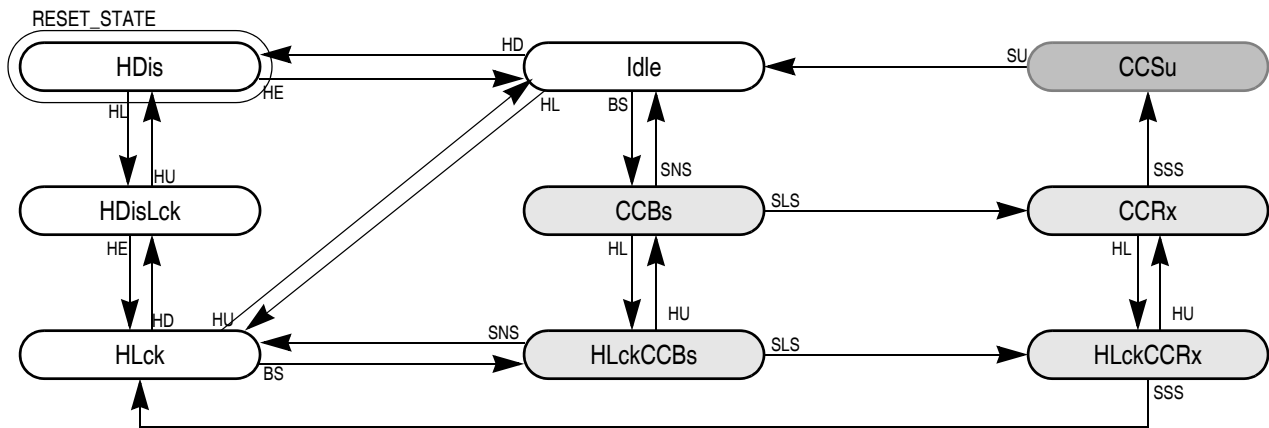 RESET_STATE
HDis
HD
Idle
SU
CCSu
HE
HL
HL
BS
HU
SNS
SSS
HDisLck
CCBs
SLS
CCRx
HE
HL
HL
HD
HU
HU
HU
HLck
SNS
HLckCCBs
SLS
HLckCCRx
BS
SSS